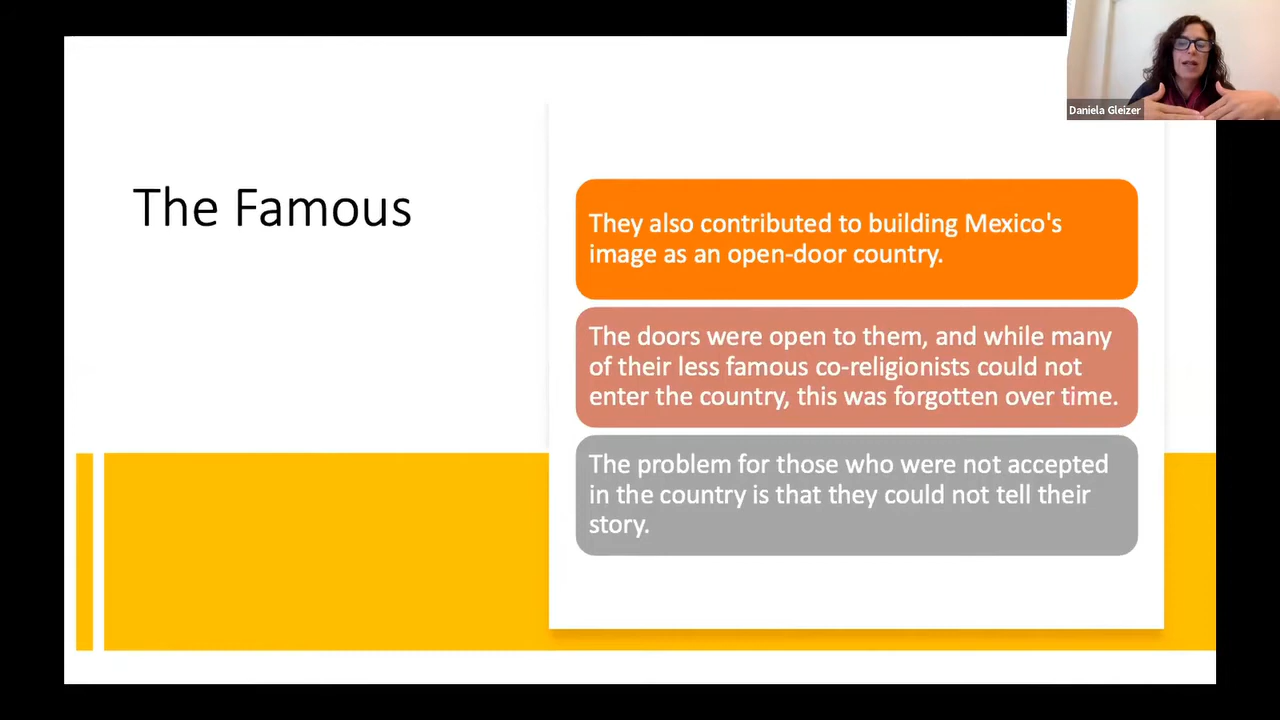 Daniela Gleizer
The Famous
They also contributed to building Mexico's
image as an open-door country.
The doors were open to them, and while many
of their less famous co-religionists could not
enter the country, this was forgotten over time.
The problem for those who were not accepted
in the country is that they could not tell their
story.